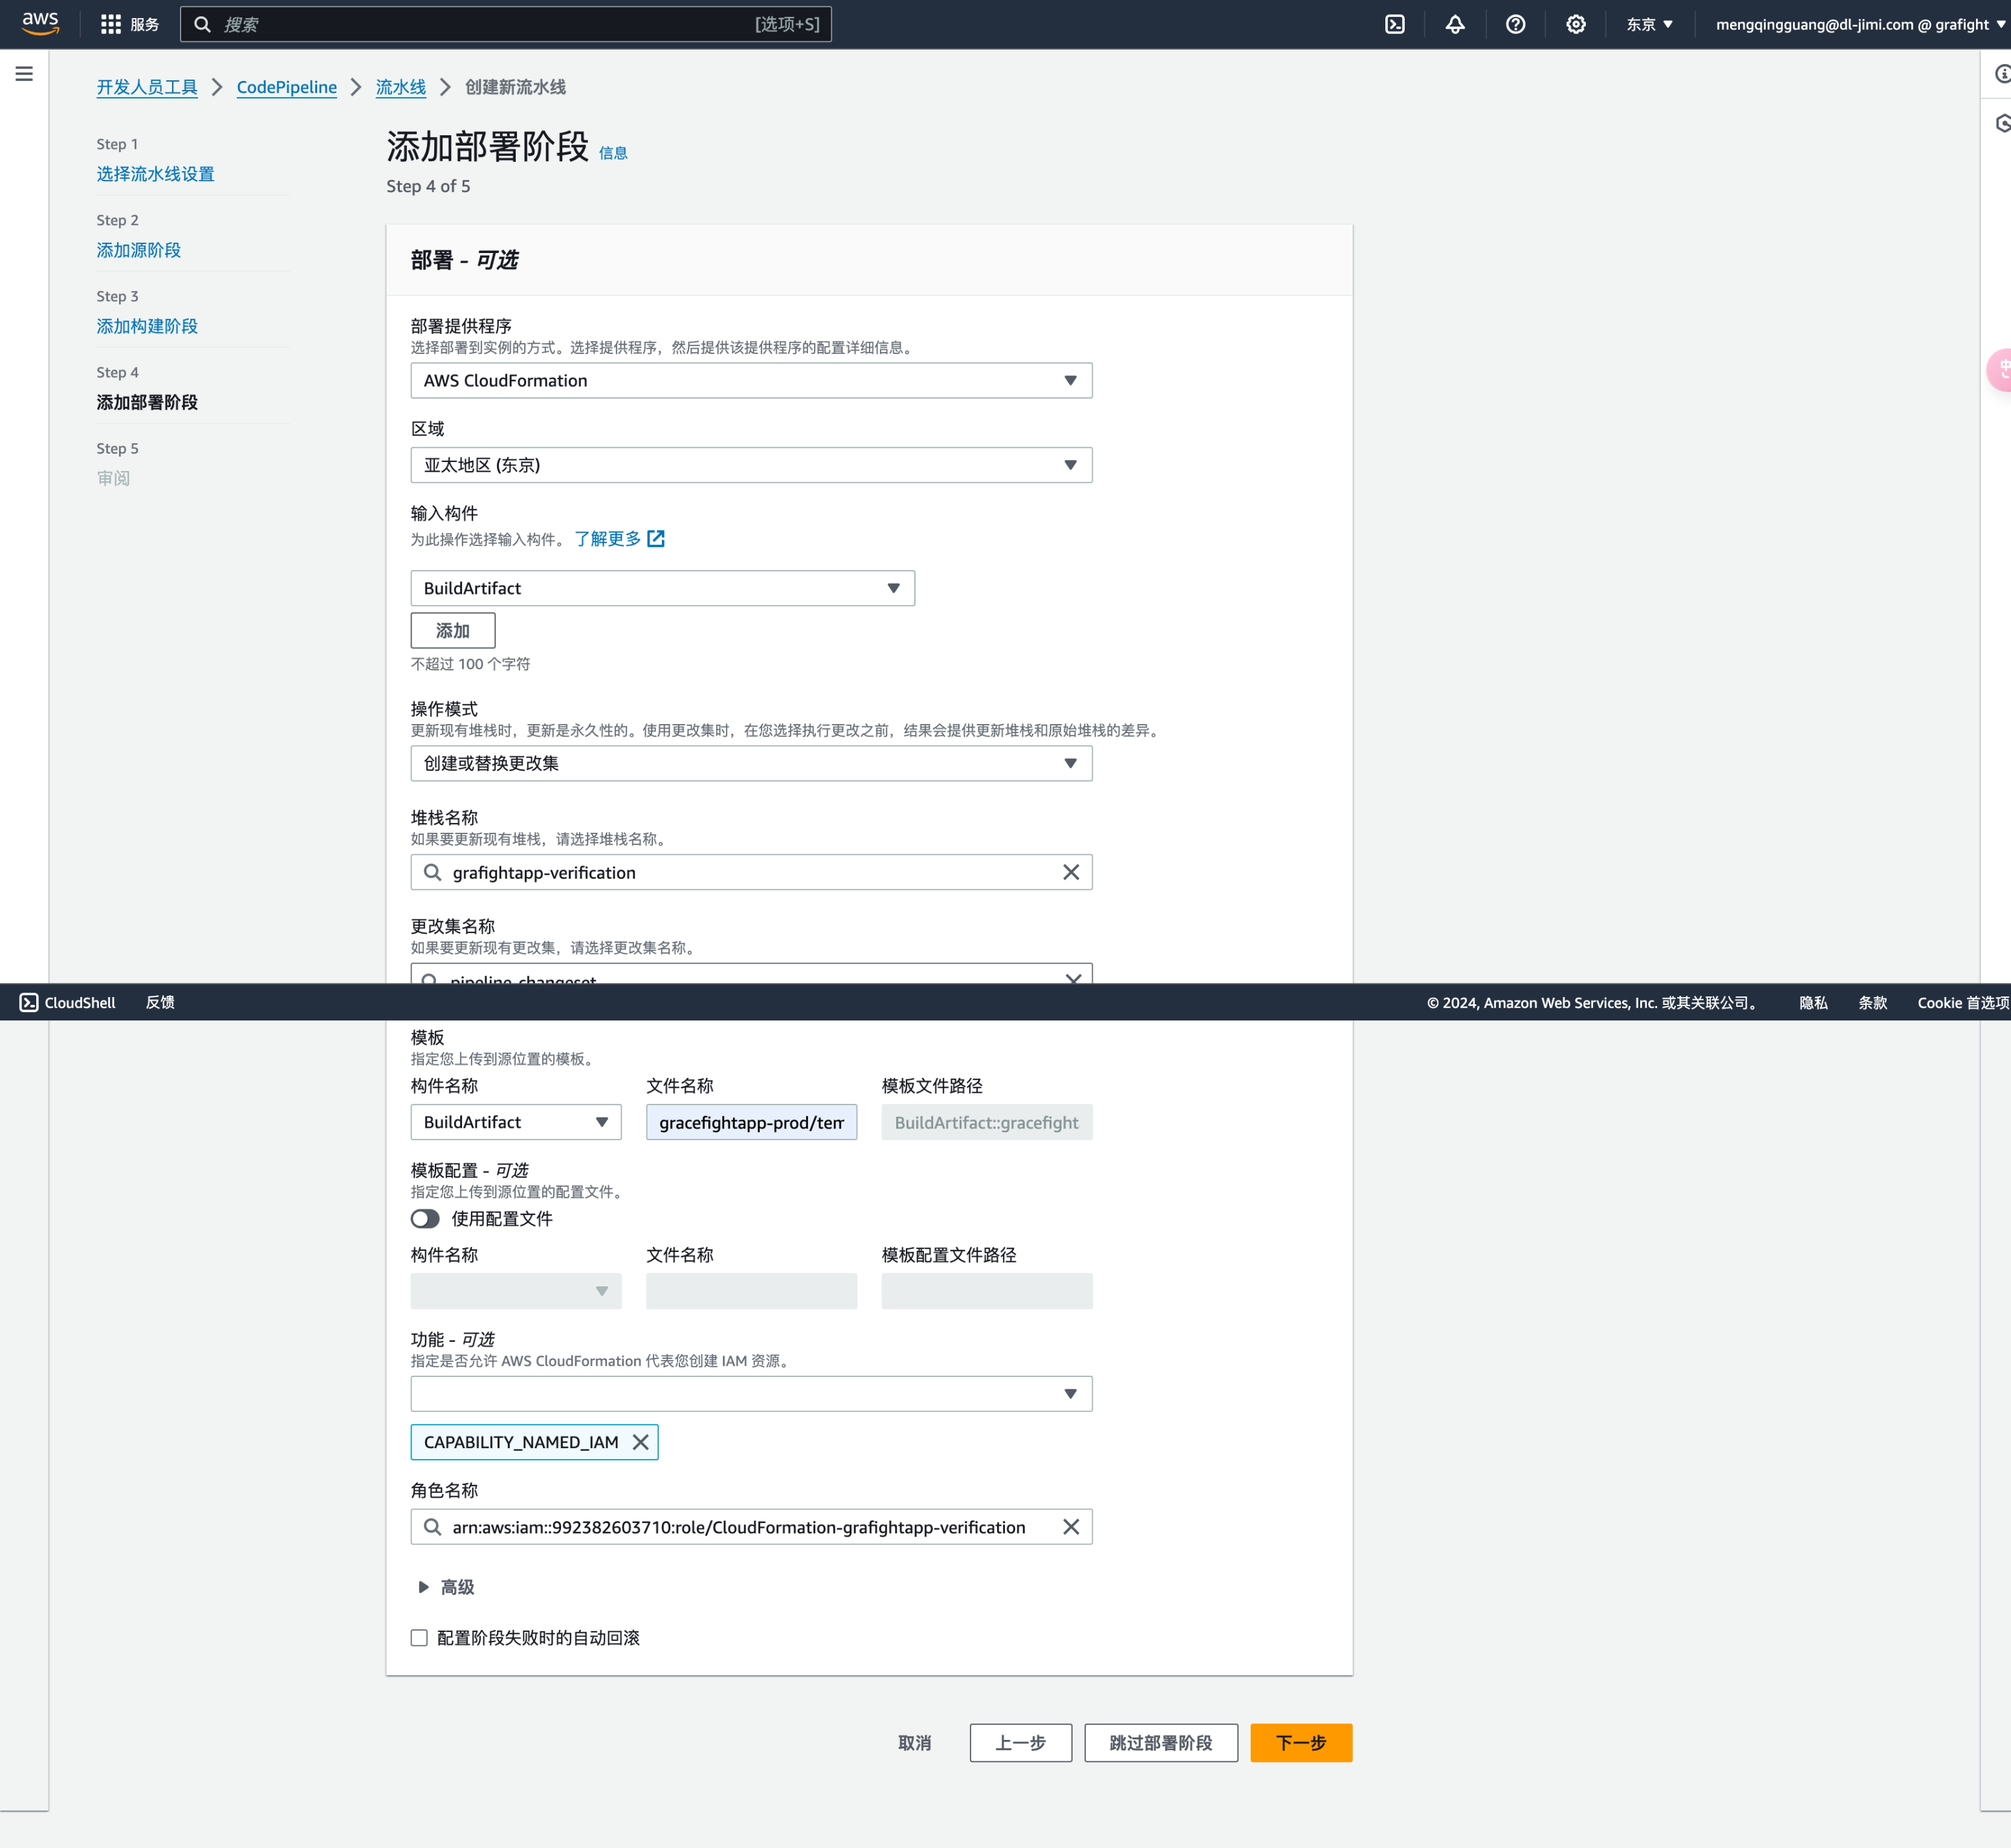 aws
服务
搜索
[选项+S]
东京
mengqingguang@dl-jimi.com @ grafight
开发人员工具
CodePipeline
流水线
创建新流水线
Step 1
选择流水线设置
Step 2
添加源阶段
Step 3
添加构建阶段
Step 4
添加部署阶段
Step 5
审阅
添加部署阶段 信息
Step 4 of 5
部署 - 可选
部署提供程序
选择部署到实例的方式。选择提供程序，然后提供该提供程序的配置详细信息。
AWS CloudFormation
区域
亚太地区 (东京)
输入构件
为此操作选择输入构件。 了解更多
BuildArtifact
添加
不超过 100 个字符
操作模式
更新现有堆栈时，更新是永久性的。使用更改集时，在您选择执行更改之前，结果会提供更新堆栈和原始堆栈的差异。
创建或替换更改集
堆栈名称
如果要更新现有堆栈，请选择堆栈名称。
grafightapp-verification
更改集名称
如果要更新现有更改集，请选择更改集名称。
pipeline-changeset
CloudShell
反馈
© 2024, Amazon Web Services, Inc. 或其关联公司。
隐私
条款
Cookie 首选项
模板
指定您上传到源位置的模板。
构件名称
文件名称
模板文件路径
BuildArtifact
gracefightapp-prod/tem
BuildArtifact::gracefight
模板配置 - 可选
指定您上传到源位置的配置文件。
使用配置文件
构件名称
文件名称
模板配置文件路径
功能 - 可选
指定是否允许 AWS CloudFormation 代表您创建 IAM 资源。
CAPABILITY_NAMED_IAM
角色名称
arn:aws:iam::992382603710:role/CloudFormation-grafightapp-verification
高级
配置阶段失败时的自动回滚
取消
上一步
跳过部署阶段
下一步